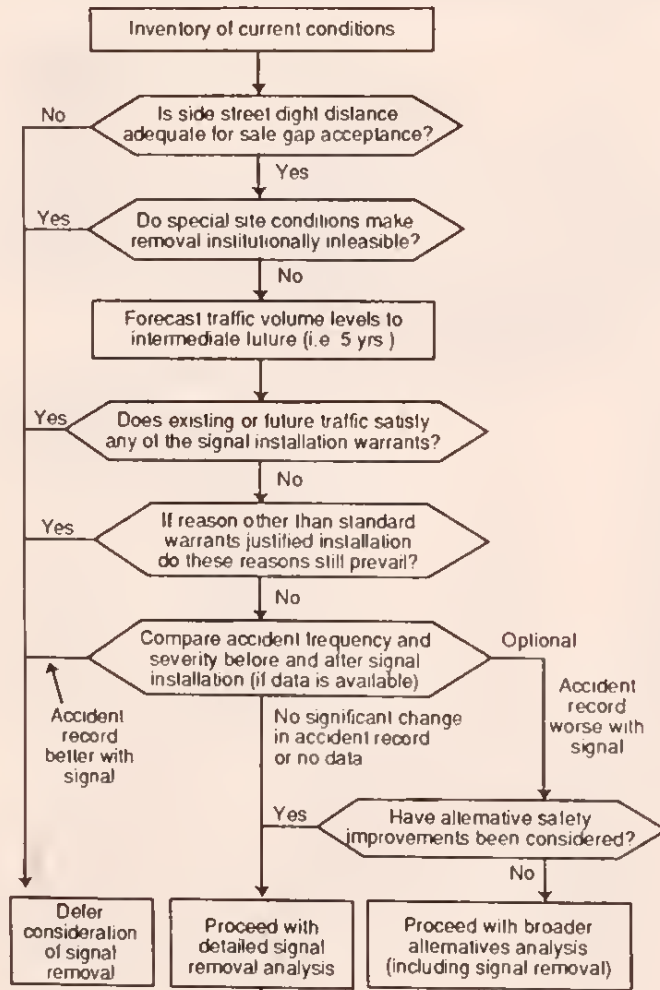 Inventory of current conditions
No
Is side street dight distance
adequate for sale gap acceptance?
Yes
Yes
Do special site conditions make
removal institutionally inleasible?
No
Forecast traffic volume levels to
intermediate luture (i.e 5 yrs )
Yes
Does existing or future traffic satisfy
any of the signal installation warrants?
No
Yes
If reason other than standard
warrants justified installation
do these reasons still prevail?
No
Compare accident frequency and
severity before and after signal
installation (if data is available)
Optional
Accident
record
better with
signal
No significant change
in accident record
or no data
Accident
record
worse with
signal
Yes
Have alternative safety
improvements been considered?
No
Defer
consideration
of signal
removal
Proceed with
detailed signal
removal analysis
Proceed with broader
alternatives analysis
(including signal removal)